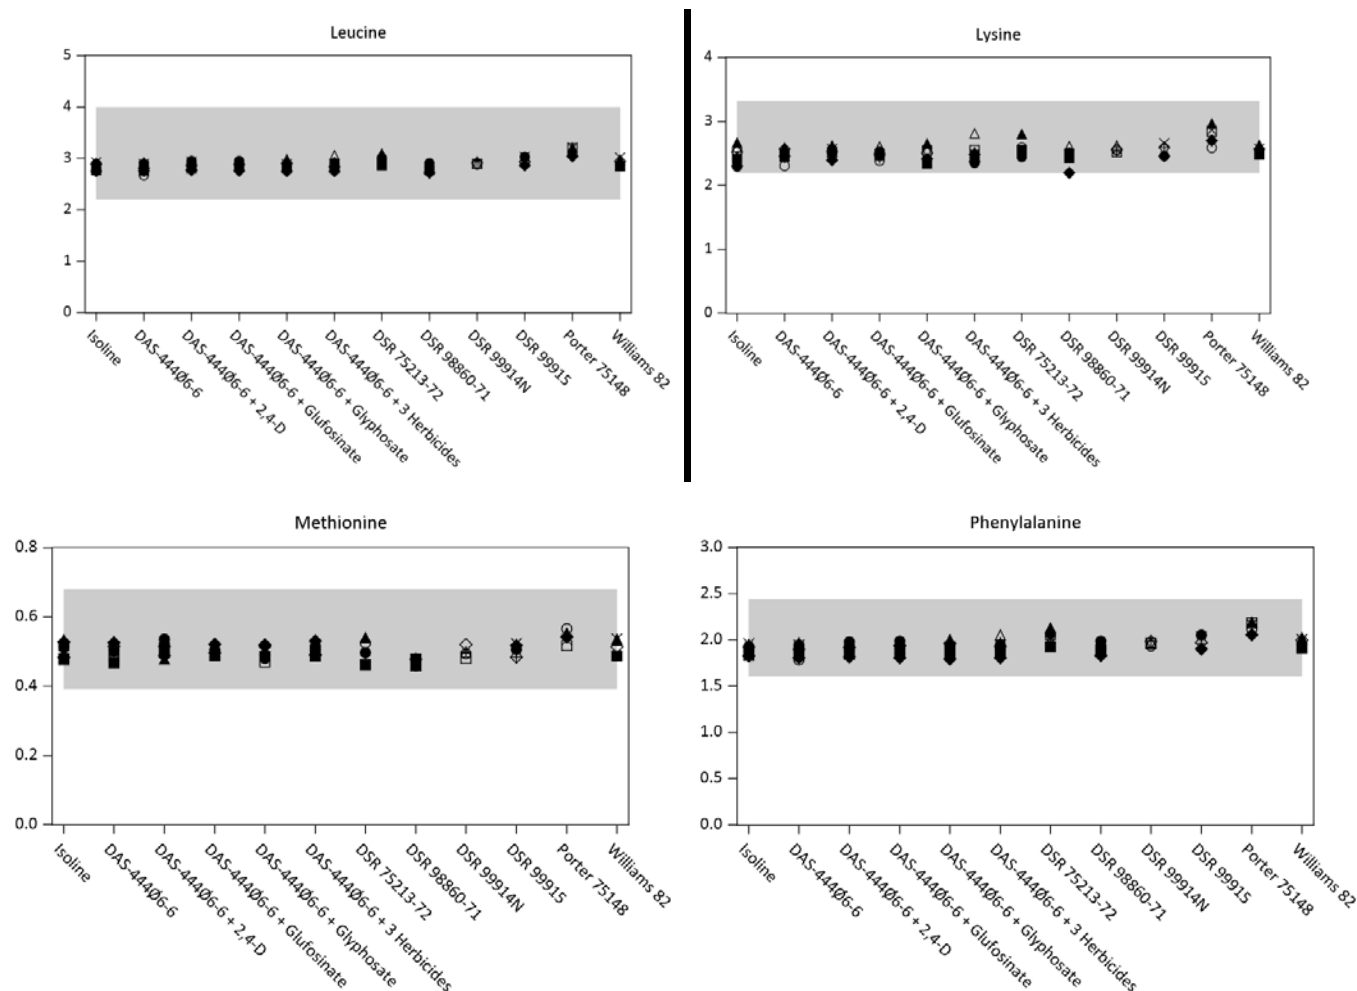 Leucine
5
4
3
2
1
0
Isoline
DAS-444Ø6-6
DAS-444Ø6-6 + 2,4-D
DAS-444Ø6-6 + Glufosinate
DAS-444Ø6-6 + Glyphosate
DAS-444Ø6-6 + 3 Herbicides
DSR 75213-72
DSR 98860-71
DSR 99914N
DSR 99915
Porter 75148
Williams 82
Lysine
4
3
2
1
0
Isoline
DAS-444Ø6-6
DAS-444Ø6-6 + 2,4-D
DAS-444Ø6-6 + Glufosinate
DAS-444Ø6-6 + Glyphosate
DAS-444Ø6-6 + 3 Herbicides
DSR 75213-72
DSR 98860-71
DSR 99914N
DSR 99915
Porter 75148
Williams 82
Methionine
0.8
0.6
0.4
0.2
0.0
Isoline
DAS-444Ø6-6
DAS-444Ø6-6 + 2,4-D
DAS-444Ø6-6 + Glufosinate
DAS-444Ø6-6 + Glyphosate
DAS-444Ø6-6 + 3 Herbicides
DSR 75213-72
DSR 98860-71
DSR 99914N
DSR 99915
Porter 75148
Williams 82
Phenylalanine
3.0
2.5
2.0
1.5
1.0
0.5
0.0
Isoline
DAS-444Ø6-6
DAS-444Ø6-6 + 2,4-D
DAS-444Ø6-6 + Glufosinate
DAS-444Ø6-6 + Glyphosate
DAS-444Ø6-6 + 3 Herbicides
DSR 75213-72
DSR 98860-71
DSR 99914N
DSR 99915
Porter 75148
Williams 82